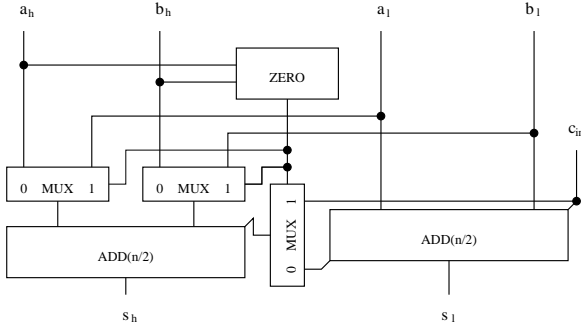 a_h b_h a_l b_l
ZERO
c_in
0 MUX 1 0 MUX 1
0 MUX 1
ADD(n/2)
ADD(n/2)
s_h s_l